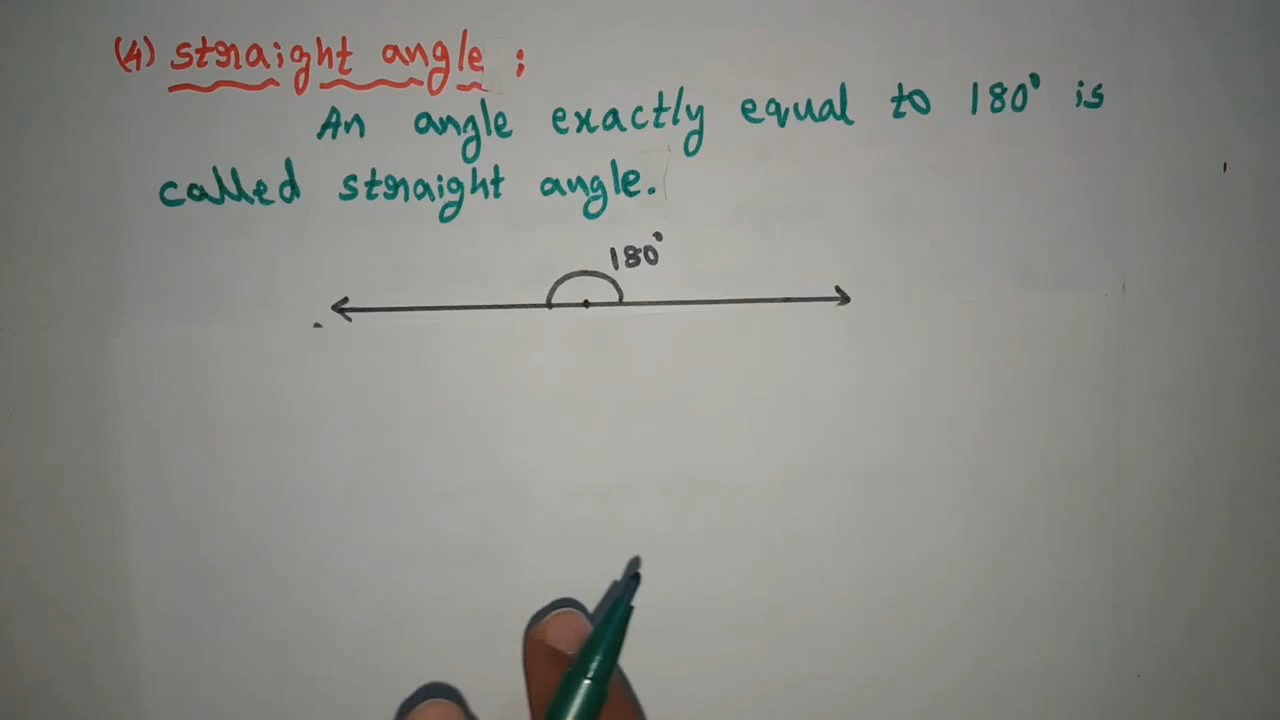 (4) straight angle :
An angle exactly equal to 180° is
called straight angle.
180°